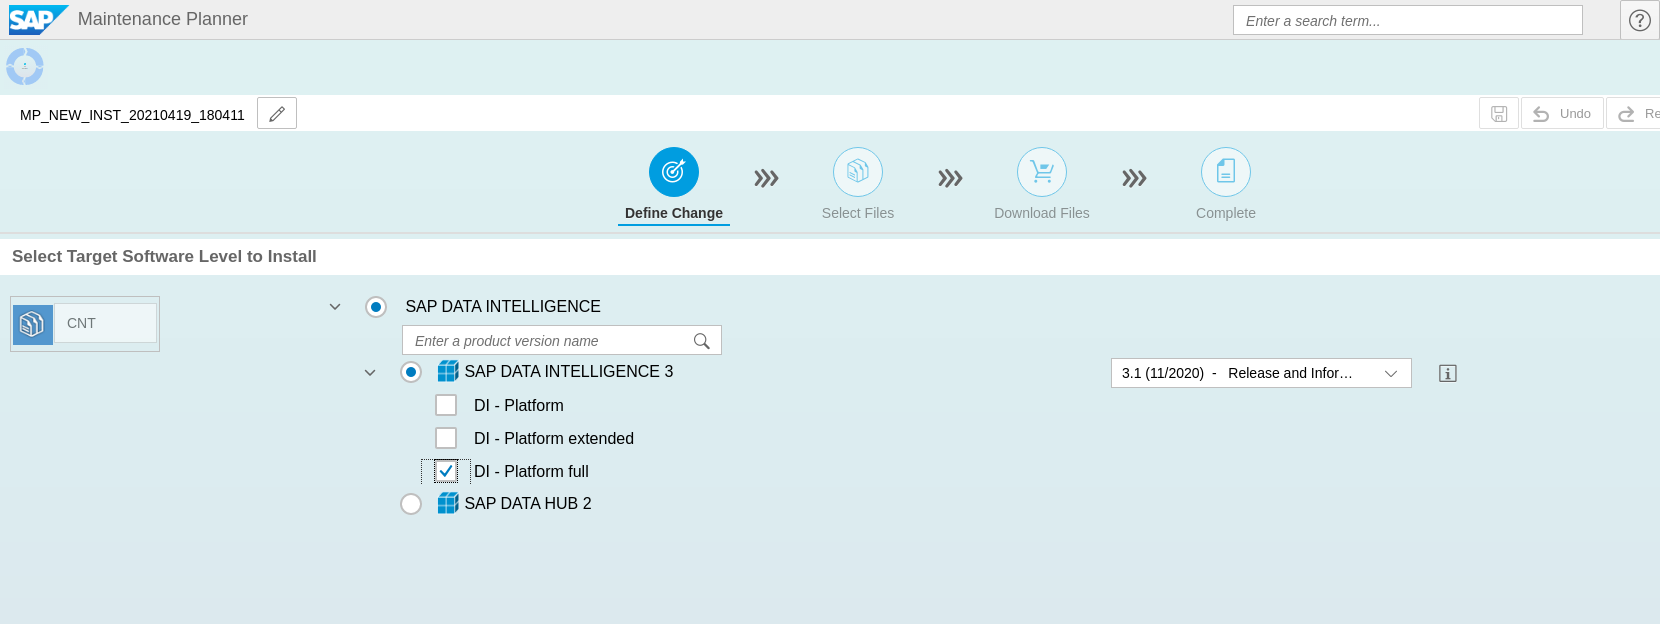 SAP Maintenance Planner
Enter a search term...
MP_NEW_INST_20210419_180411
Undo
Re
Define Change
Select Files
Download Files
Complete
Select Target Software Level to Install
CNT
SAP DATA INTELLIGENCE
Enter a product version name
SAP DATA INTELLIGENCE 3
3.1 (11/2020) - Release and Infor…
DI - Platform
DI - Platform extended
DI - Platform full
SAP DATA HUB 2